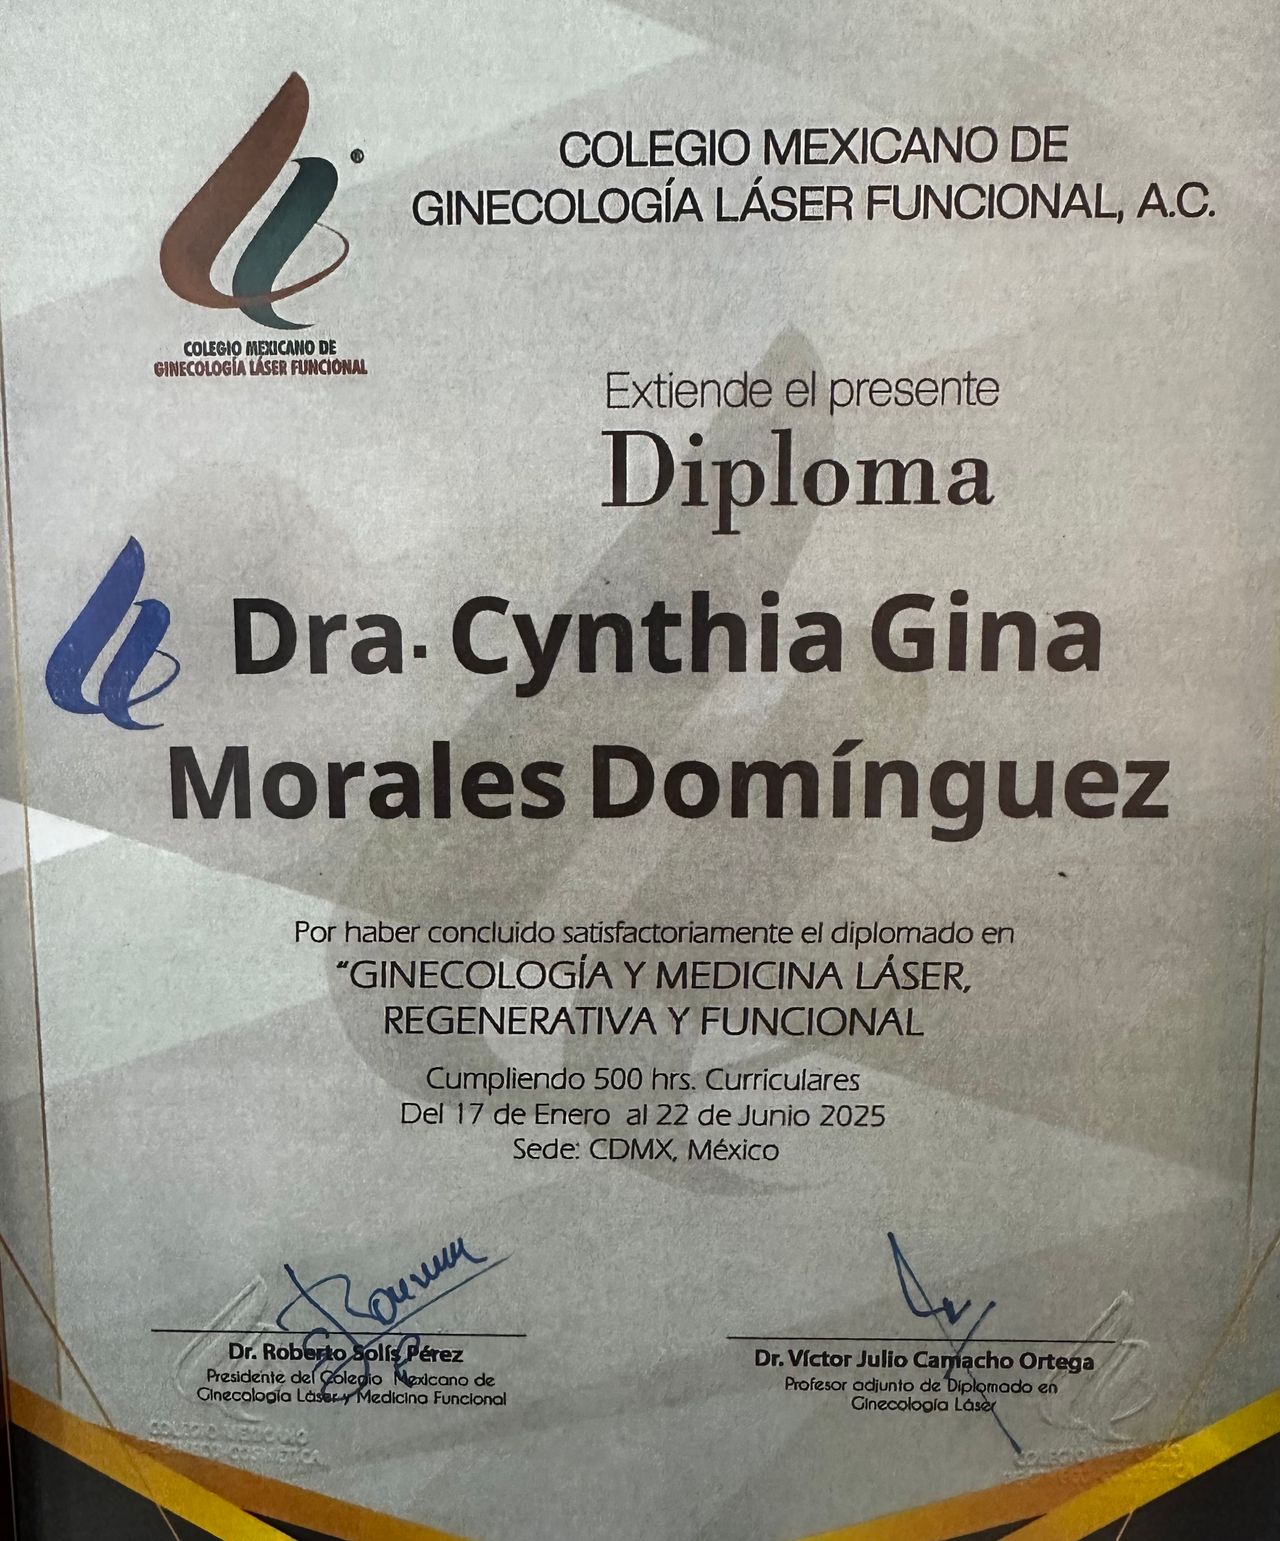 COLEGIO MEXICANO DE
GINECOLOGÍA LÁSER FUNCIONAL, A.C.
®
COLEGIO MEXICANO DE
GINECOLOGÍA LÁSER FUNCIONAL
Extiende el presente
Diploma
Dra. Cynthia Gina
Morales Domínguez
Por haber concluido satisfactoriamente el diplomado en
“GINECOLOGÍA Y MEDICINA LÁSER,
REGENERATIVA Y FUNCIONAL
Cumpliendo 500 hrs. Curriculares
Del 17 de Enero al 22 de Junio 2025
Sede: CDMX, México
Dr. Roberto Solís Pérez
Presidente del Colegio Mexicano de
Ginecología Láser y Medicina Funcional
Dr. Víctor Julio Camacho Ortega
Profesor adjunto de Diplomado en
Ginecología Láser
COLEGIO
COLEGIO